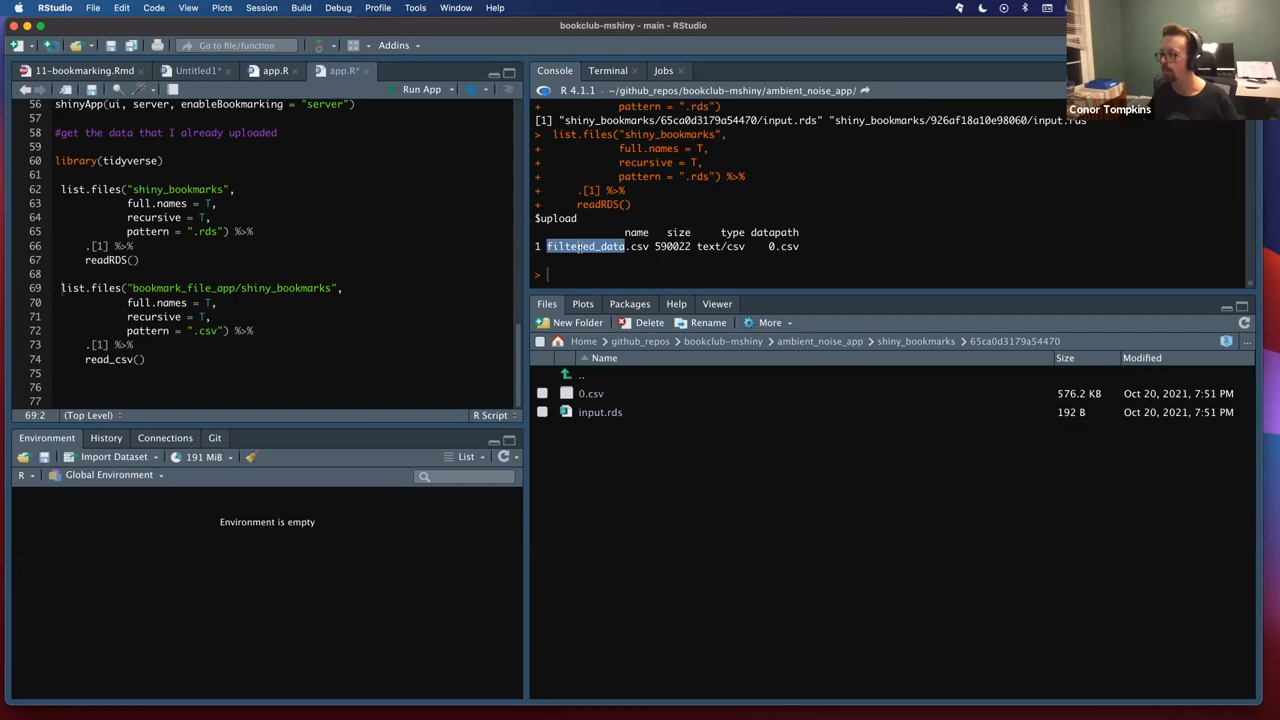 RStudio File Edit Code View Plots Session Build Debug Profile Tools Window Help
bookclub-mshiny - main - RStudio
Go to file/function Addins
11-bookmarking.Rmd Untitled1* app.R app.R*
Run App
56 shinyApp(ui, server, enableBookmarking = "server")
57
58 #get the data that I already uploaded
59
60 library(tidyverse)
61
62 list.files("shiny_bookmarks",
63 full.names = T,
64 recursive = T,
65 pattern = ".rds") %>%
66 .[1] %>%
67 readRDS()
68
69 list.files("bookmark_file_app/shiny_bookmarks",
70 full.names = T,
71 recursive = T,
72 pattern = ".csv") %>%
73 .[1] %>%
74 read_csv()
75
76
77
69:2 (Top Level) R Script
Environment History Connections Git
Import Dataset 191 MiB List
R Global Environment
Environment is empty
Console Terminal Jobs
R 4.1.1 · ~/github_repos/bookclub-mshiny/ambient_noise_app/
+ pattern = ".rds")
[1] "shiny_bookmarks/65ca0d3179a54470/input.rds" "shiny_bookmarks/926af18a10e98060/input.rds"
> list.files("shiny_bookmarks",
+ full.names = T,
+ recursive = T,
+ pattern = ".rds") %>%
+ .[1] %>%
+ readRDS()
$upload
name size type datapath
1 filtered_data.csv 590022 text/csv 0.csv
>
Files Plots Packages Help Viewer
New Folder Delete Rename More
Home github_repos bookclub-mshiny ambient_noise_app shiny_bookmarks 65ca0d3179a54470 ...
Name Size Modified
..
0.csv 576.2 KB Oct 20, 2021, 7:51 PM
input.rds 192 B Oct 20, 2021, 7:51 PM
Conor Tompkins